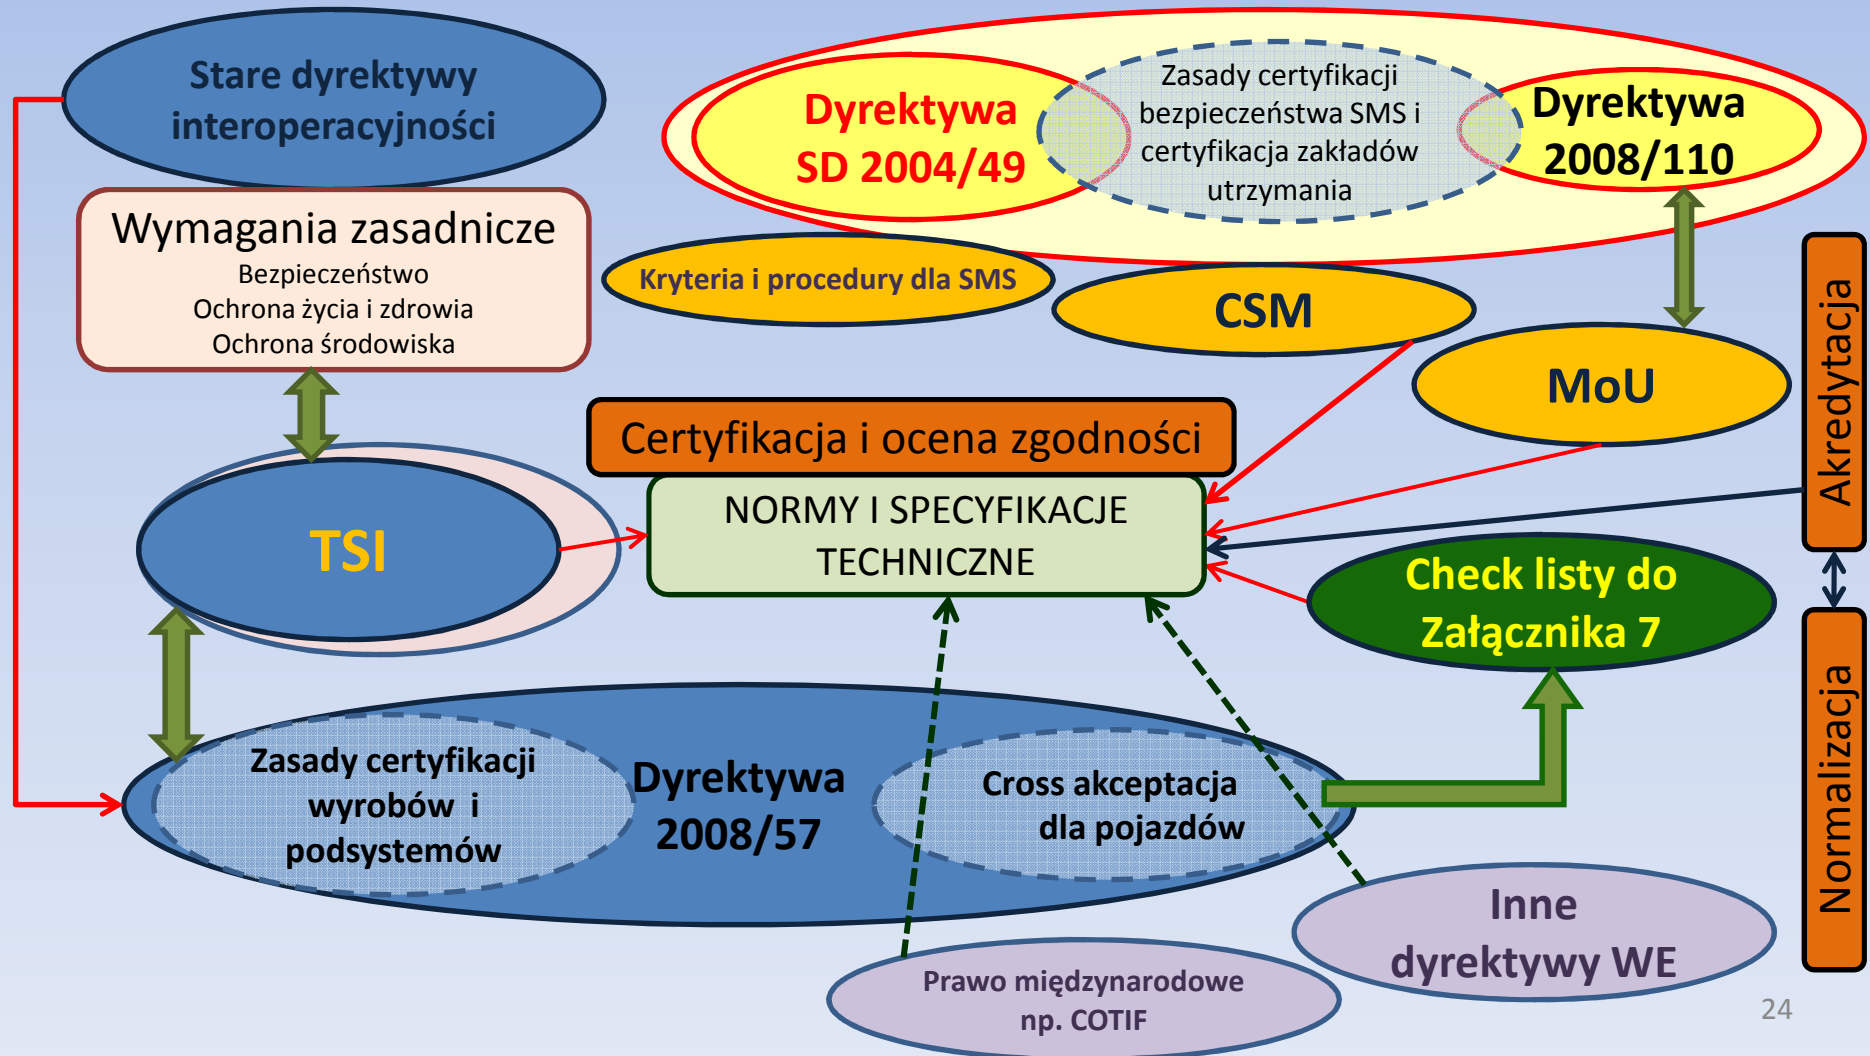 Stare dyrektywy
interoperacyjności
Dyrektywa
SD 2004/49
Zasady certyfikacji
bezpieczeństwa SMS i
certyfikacja zakładów
utrzymania
Dyrektywa
2008/110
Wymagania zasadnicze
Bezpieczeństwo
Ochrona życia i zdrowia
Ochrona środowiska
Kryteria i procedury dla SMS
CSM
MoU
Akredytacja
Certyfikacja i ocena zgodności
NORMY I SPECYFIKACJE
TECHNICZNE
TSI
Check listy do
Załącznika 7
Normalizacja
Zasady certyfikacji
wyrobów i
podsystemów
Dyrektywa
2008/57
Cross akceptacja
dla pojazdów
Inne
dyrektywy WE
Prawo międzynarodowe
np. COTIF
24